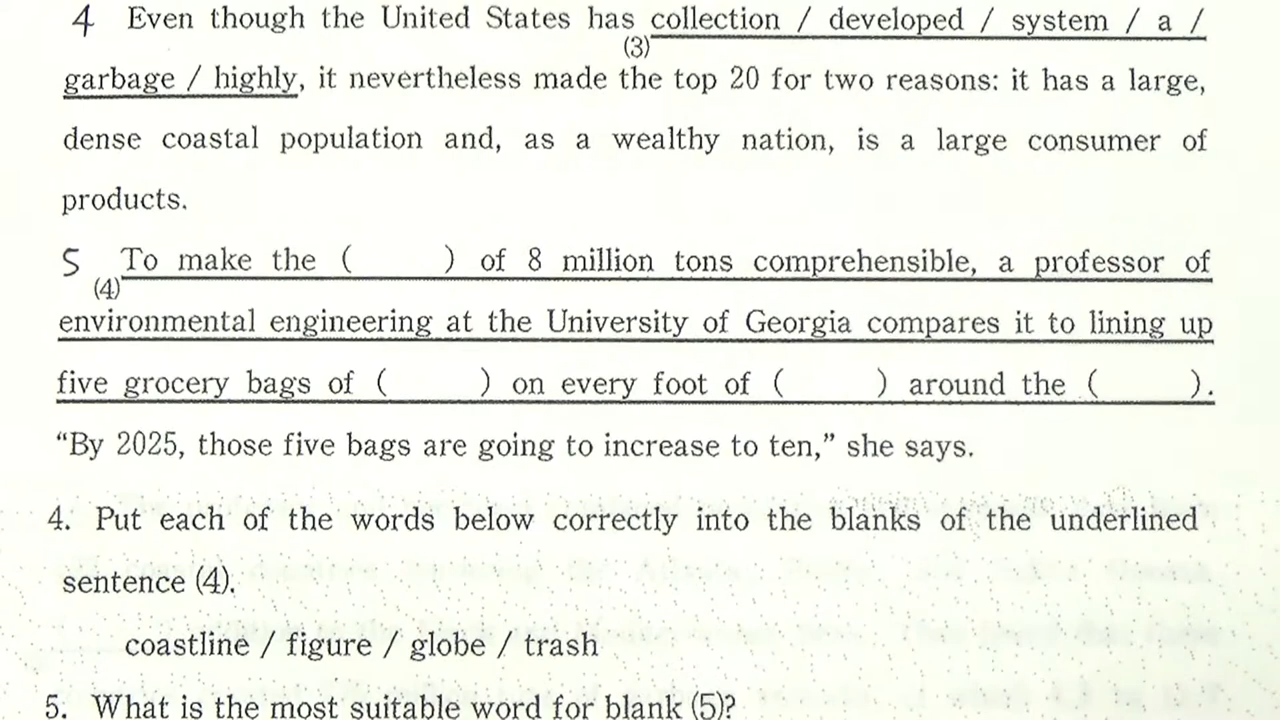 4 Even though the United States has collection / developed / system / a /
(3)
garbage / highly, it nevertheless made the top 20 for two reasons: it has a large,
dense coastal population and, as a wealthy nation, is a large consumer of
products.
5 To make the ( ) of 8 million tons comprehensible, a professor of
(4)
environmental engineering at the University of Georgia compares it to lining up
five grocery bags of ( ) on every foot of ( ) around the ( ).
“By 2025, those five bags are going to increase to ten,” she says.
4. Put each of the words below correctly into the blanks of the underlined
sentence (4).
coastline / figure / globe / trash
5. What is the most suitable word for blank (5)?